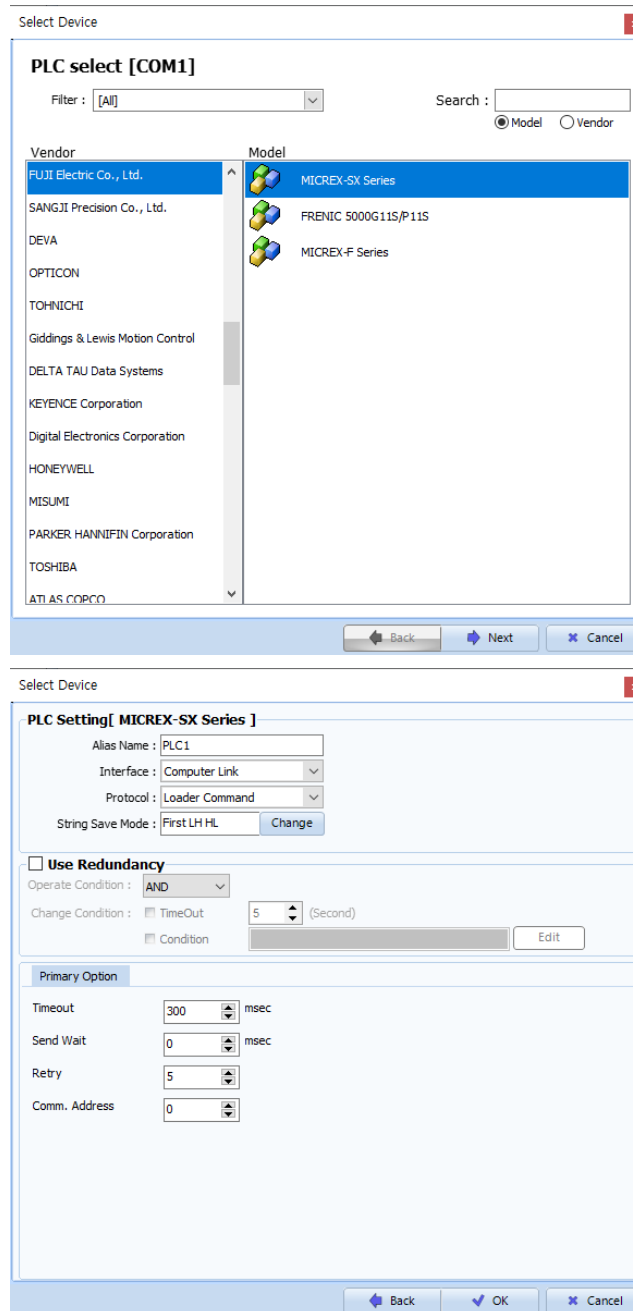 Select Device
PLC select [COM1]
Filter : [All]
Search :
Model Vendor
Vendor Model
FUJI Electric Co., Ltd.
SANGJI Precision Co., Ltd.
DEVA
OPTICON
TOHNICHI
Giddings & Lewis Motion Control
DELTA TAU Data Systems
KEYENCE Corporation
Digital Electronics Corporation
HONEYWELL
MISUMI
PARKER HANNIFIN Corporation
TOSHIBA
ATLAS COPCO
MICREX-SX Series
FRENIC 5000G11S/P11S
MICREX-F Series
Back Next Cancel
Select Device
PLC Setting[ MICREX-SX Series ]
Alias Name : PLC1
Interface : Computer Link
Protocol : Loader Command
String Save Mode : First LH HL Change
Use Redundancy
Operate Condition : AND
Change Condition : TimeOut 5 (Second)
Condition Edit
Primary Option
Timeout 300 msec
Send Wait 0 msec
Retry 5
Comm. Address 0
Back OK Cancel